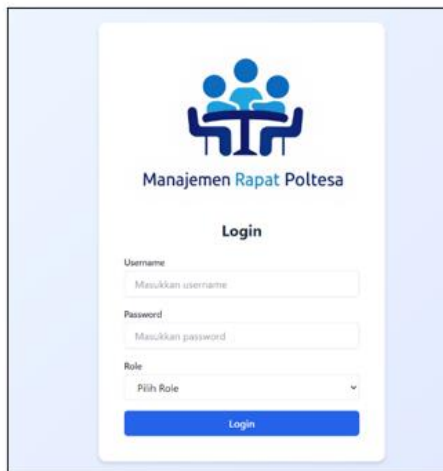 Manajemen Rapat Poltesa
Login
Username
Masukkan username
Password
Masukkan password
Role
Pilih Role
Login